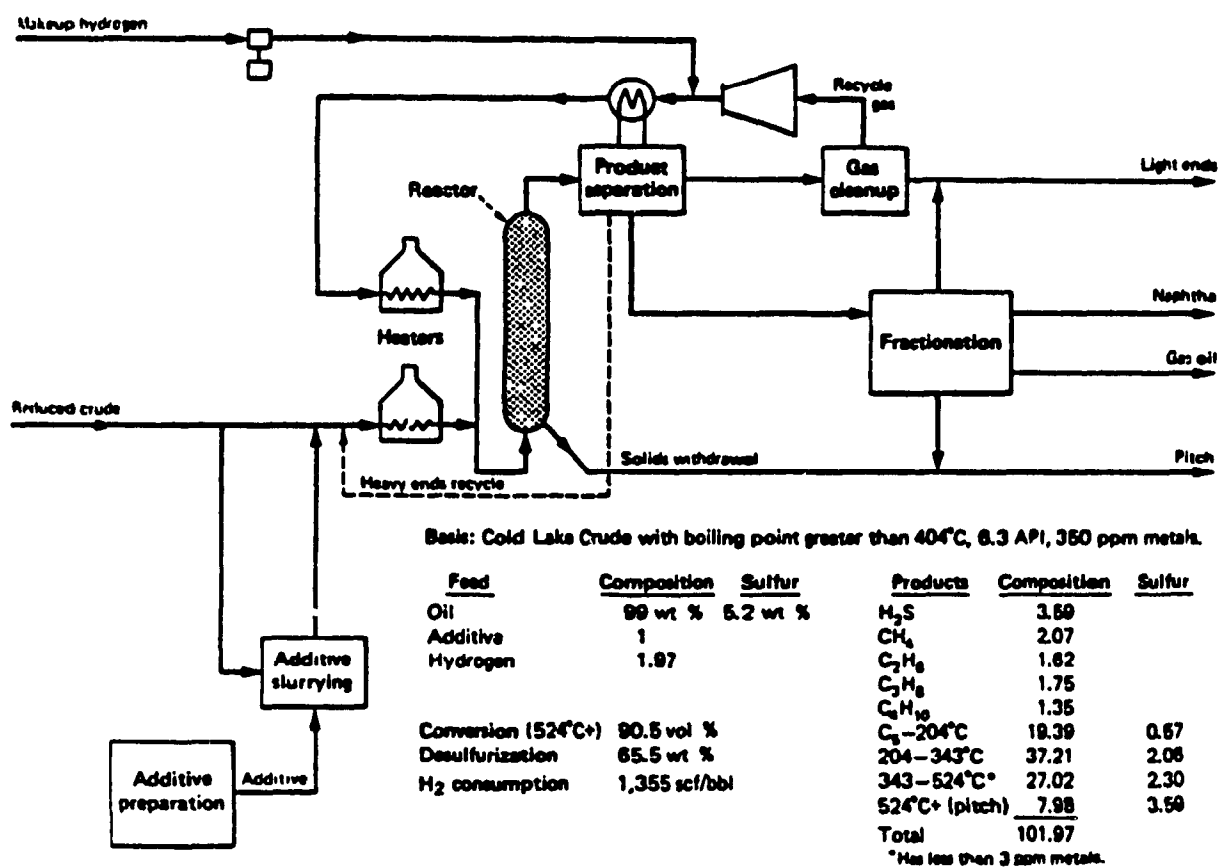 Makeup hydrogen
Recycle
gas
Product
separation
Gas
cleanup
Light ends
Reactor
Heaters
Naphtha
Fractionation
Gas oil
Reduced crude
Solids withdrawal
Pitch
Heavy ends recycle
Additive
slurrying
Additive
preparation
Additive
Basis: Cold Lake Crude with boiling point greater than 404°C, 6.3 API, 350 ppm metals.
Feed Composition Sulfur
Oil 99 wt % 5.2 wt %
Additive 1
Hydrogen 1.97
Conversion (524°C+) 90.5 vol %
Desulfurization 65.5 wt %
H2 consumption 1,355 scf/bbl
Products Composition Sulfur
H2S 3.59
CH4 2.07
C2H6 1.62
C3H8 1.75
C4H10 1.35
C5–204°C 19.39 0.57
204–343°C 37.21 2.06
343–524°C* 27.02 2.30
524°C+ (pitch) 7.98 3.59
Total 101.97
*Has less than 3 ppm metals.